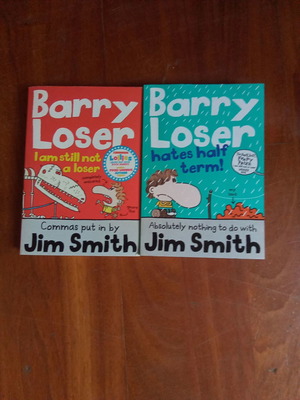 Barry
Loser
I am still not
a loser
Commas put in by
Jim Smith
Barry
Loser
hates half
term!
Absolutely nothing to do with
Jim Smith